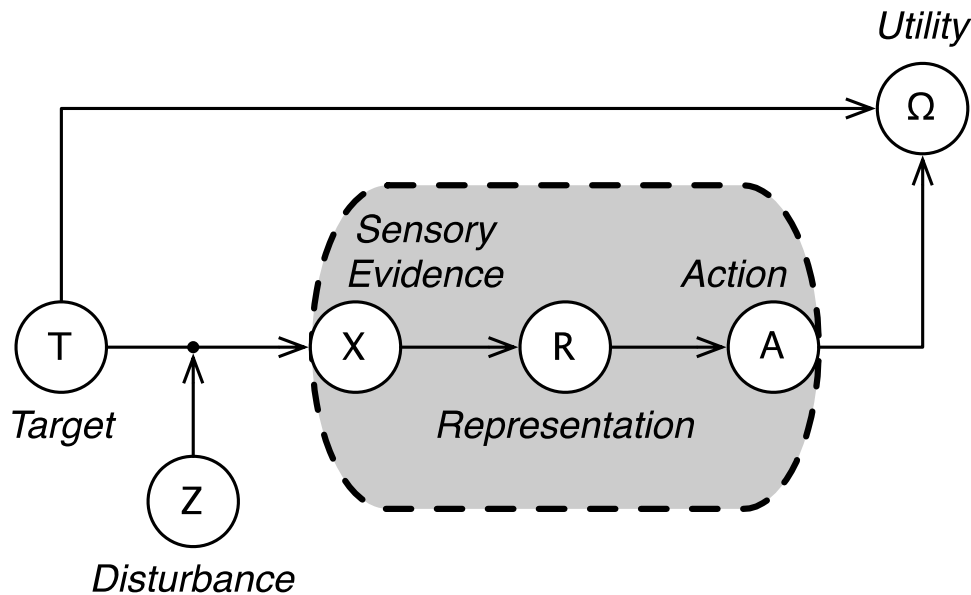 Utility
Ω
Sensory
Evidence
Action
T
X
R
A
Target
Representation
Z
Disturbance